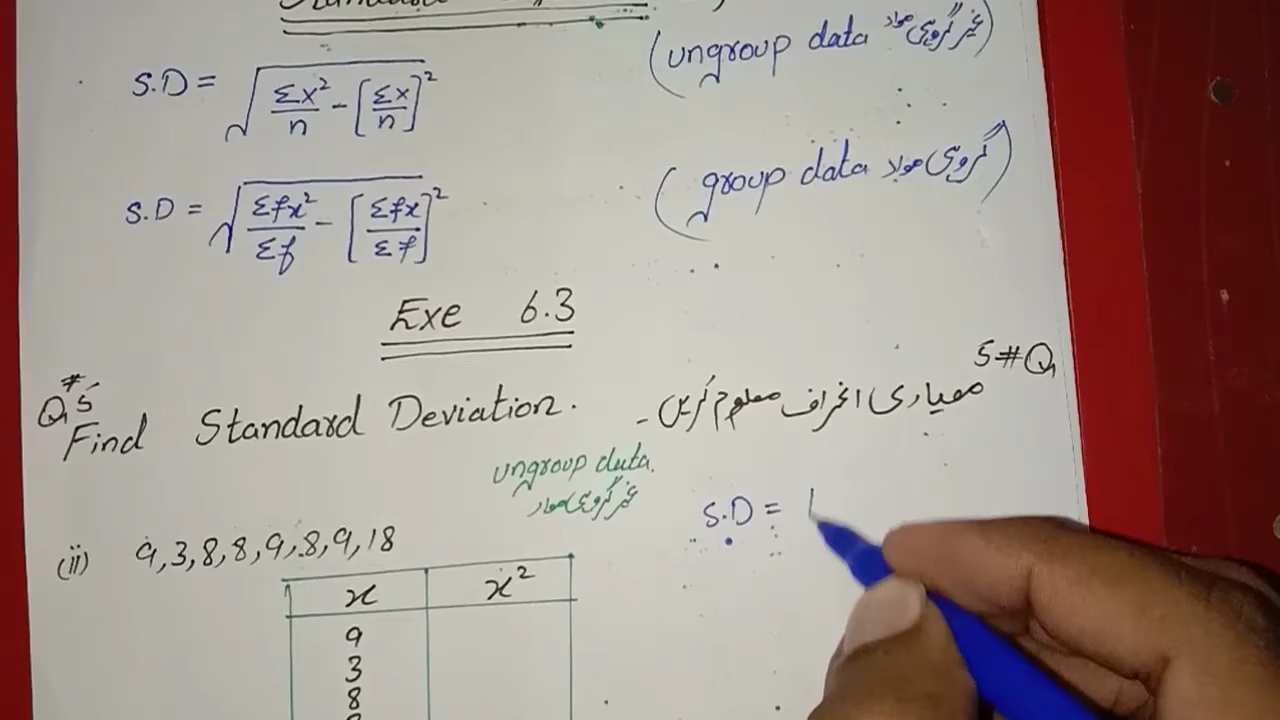 S.D = √ Σx²/n − [Σx/n]² (ungroup data غیر گروہی مواد)
S.D = √ Σfx²/Σf − [Σfx/Σf]² (group data گروہی مواد)
Exe 6.3
Q#5 5#Q
Find Standard Deviation. معیاری انحراف معلوم کریں -
ungroup data.
غیر گروہی مواد
S.D =
(ii) 9,3,8,8,9,8,9,18
x x²
9
3
8